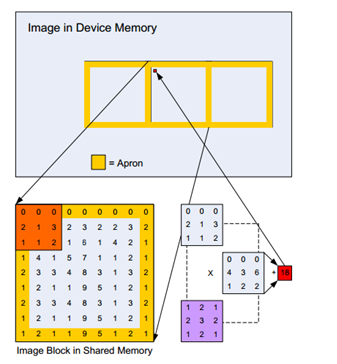 Image in Device Memory
= Apron
0 0 0 0 0 0 0 0 0
2 1 3 2 3 2 2 3 2
1 1 2 1 6 1 4 2 1
1 4 1 5 7 1 1 2 1
2 3 3 4 8 3 1 3 2
1 2 1 1 9 5 1 2 1
2 3 3 4 8 3 1 3 2
1 2 1 1 9 5 1 2 1
1 2 1 1 9 5 1 2 1
Image Block in Shared Memory
0 0 0
2 1 3
1 1 2
X
0 0 0
4 3 6
1 2 2
+
18
1 2 1
2 3 2
1 2 1